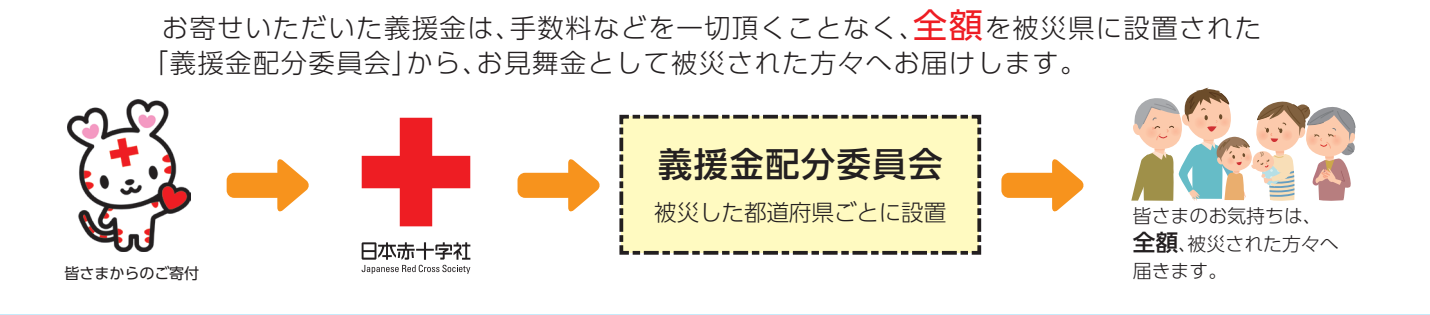 お寄せいただいた義援金は、手数料などを一切頂くことなく、全額を被災県に設置された
「義援金配分委員会」から、お見舞金として被災された方々へお届けします。
皆さまからのご寄付
日本赤十字社
Japanese Red Cross Society
義援金配分委員会
被災した都道府県ごとに設置
皆さまのお気持ちは、
全額、被災された方々へ
届きます。